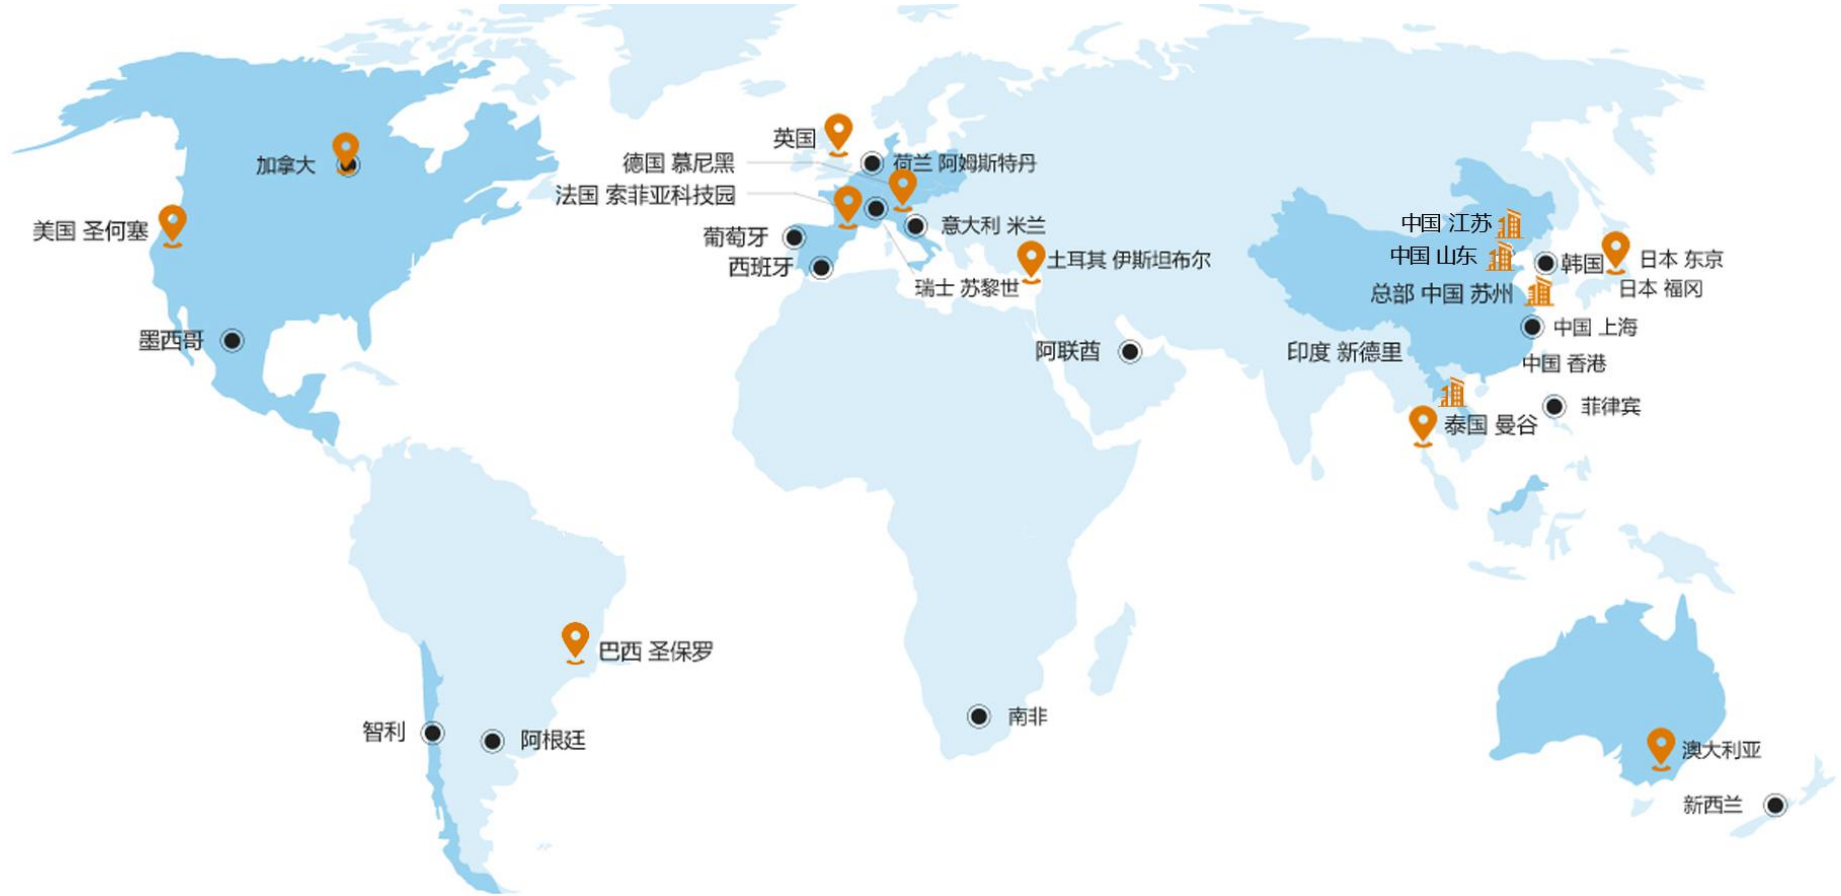 加拿大
美国 圣何塞
墨西哥
英国
德国 慕尼黑
荷兰 阿姆斯特丹
法国 索菲亚科技园
葡萄牙
意大利 米兰
西班牙
土耳其 伊斯坦布尔
瑞士 苏黎世
阿联酋
中国 江苏
中国 山东
韩国
日本 东京
总部 中国 苏州
日本 福冈
中国 上海
印度 新德里
中国 香港
菲律宾
泰国 曼谷
巴西 圣保罗
智利
阿根廷
南非
澳大利亚
新西兰